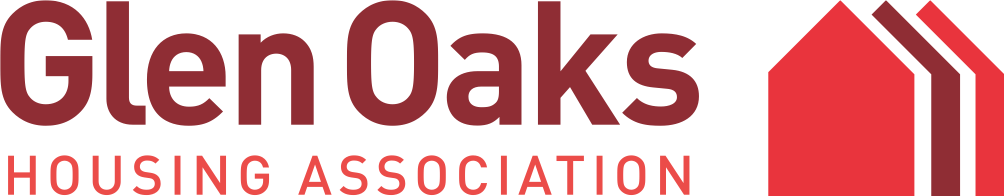 Glen Oaks
HOUSING ASSOCIATION